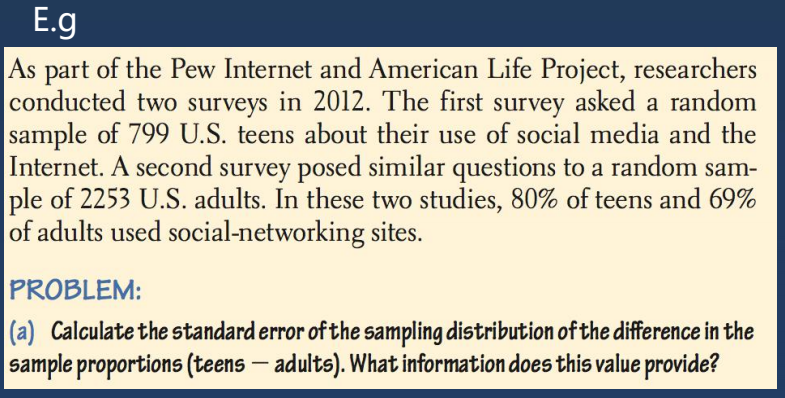 E.g
As part of the Pew Internet and American Life Project, researchers
conducted two surveys in 2012. The first survey asked a random
sample of 799 U.S. teens about their use of social media and the
Internet. A second survey posed similar questions to a random sam-
ple of 2253 U.S. adults. In these two studies, 80% of teens and 69%
of adults used social-networking sites.
PROBLEM:
(a) Calculate the standard error of the sampling distribution of the difference in the
sample proportions (teens − adults). What information does this value provide?